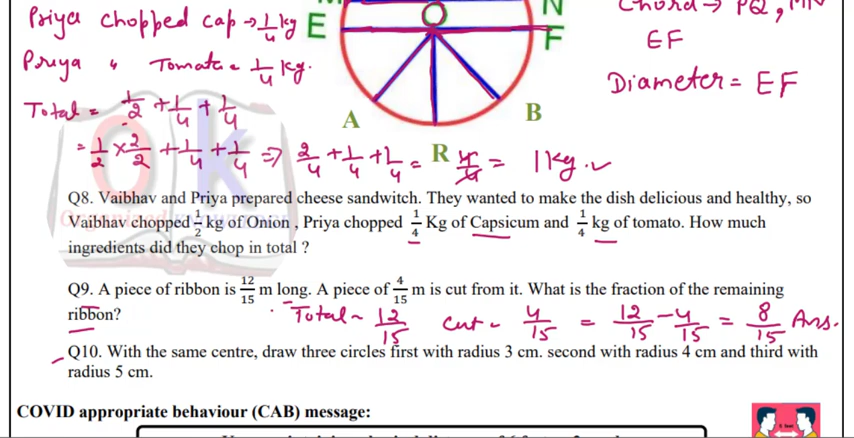 Priya chopped cap → 1/4 kg
Priya " Tomato = 1/4 kg.
Total = 1/2 + 1/4 + 1/4
= 1/2 × 2/2 + 1/4 + 1/4 ⇒ 2/4 + 1/4 + 1/4 = 4/4 = 1 kg.
E
O
N
F
A
B
R
Chord → PQ, MN
EF
Diameter = EF
Q8. Vaibhav and Priya prepared cheese sandwitch. They wanted to make the dish delicious and healthy, so
Vaibhav chopped 1/2 kg of Onion , Priya chopped 1/4 Kg of Capsicum and 1/4 kg of tomato. How much
ingredients did they chop in total ?
Q9. A piece of ribbon is 12/15 m long. A piece of 4/15 m is cut from it. What is the fraction of the remaining
ribbon?
Total = 12/15 Cut = 4/15 = 12/15 - 4/15 = 8/15 Ans.
Q10. With the same centre, draw three circles first with radius 3 cm. second with radius 4 cm and third with
radius 5 cm.
COVID appropriate behaviour (CAB) message: